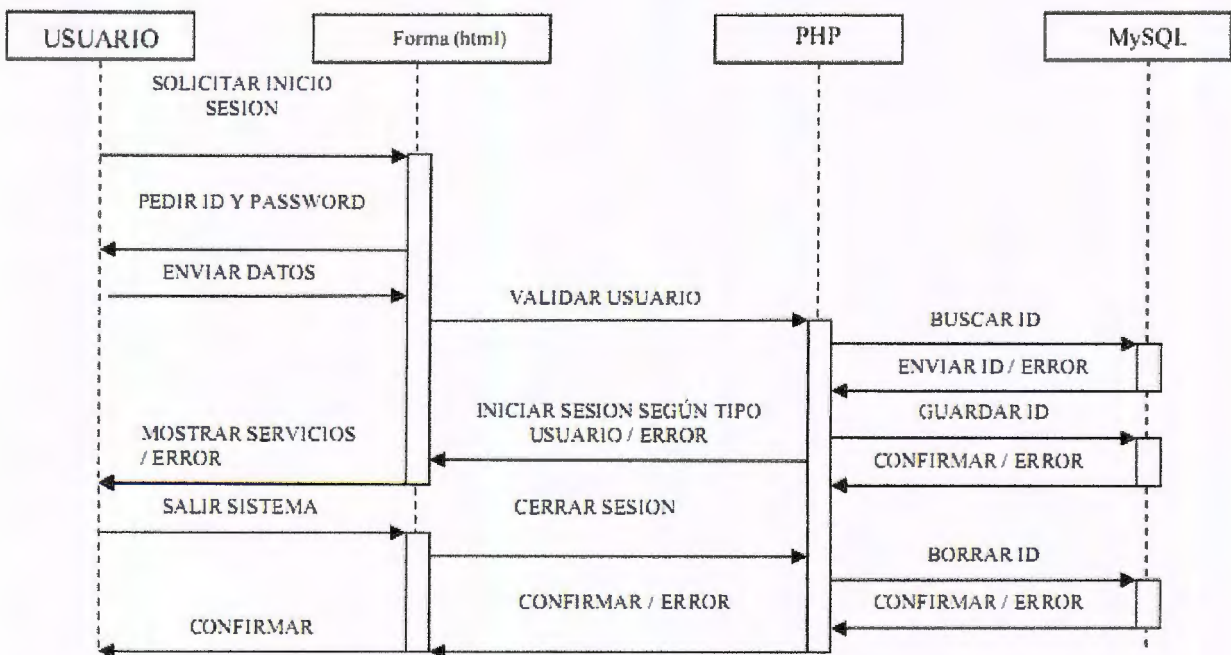 USUARIO
Forma (html)
PHP
MySQL
SOLICITAR INICIO
SESION
PEDIR ID Y PASSWORD
ENVIAR DATOS
VALIDAR USUARIO
BUSCAR ID
ENVIAR ID / ERROR
INICIAR SESION SEGÚN TIPO
USUARIO / ERROR
GUARDAR ID
MOSTRAR SERVICIOS
/ ERROR
CONFIRMAR / ERROR
SALIR SISTEMA
CERRAR SESION
BORRAR ID
CONFIRMAR / ERROR
CONFIRMAR / ERROR
CONFIRMAR